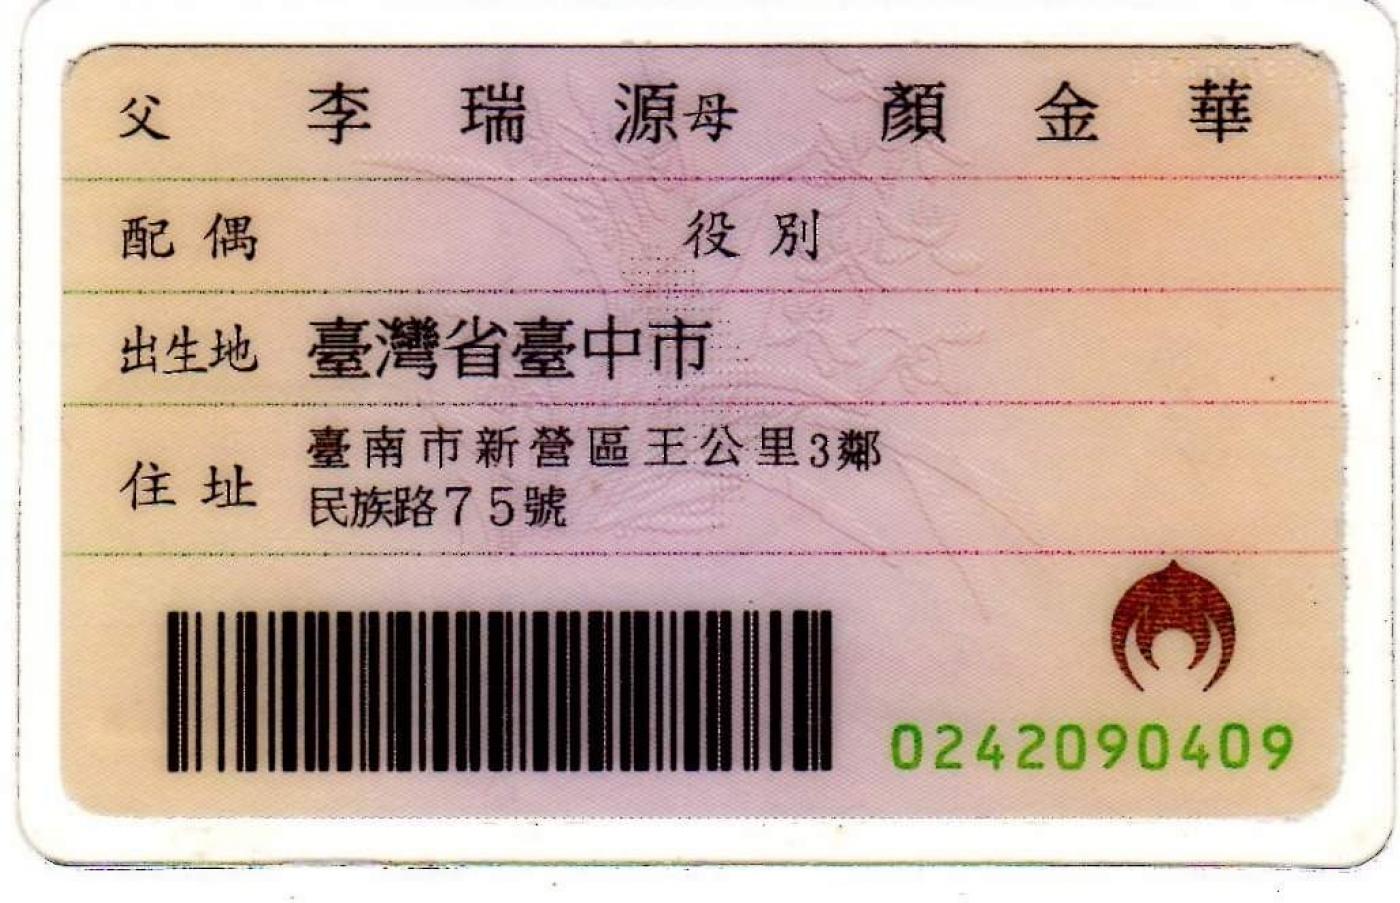 父 李瑞源 母 顏金華
配偶 役別
出生地 臺灣省臺中市
住址 臺南市新營區王公里3鄰
民族路75號
0242090409